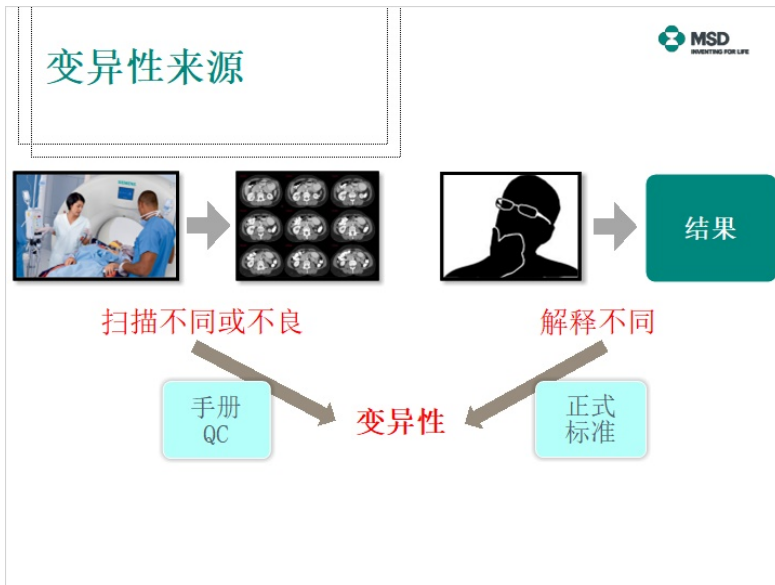 变异性来源
MSD
INVENTING FOR LIFE
结果
扫描不同或不良
解释不同
手册
QC
变异性
正式
标准